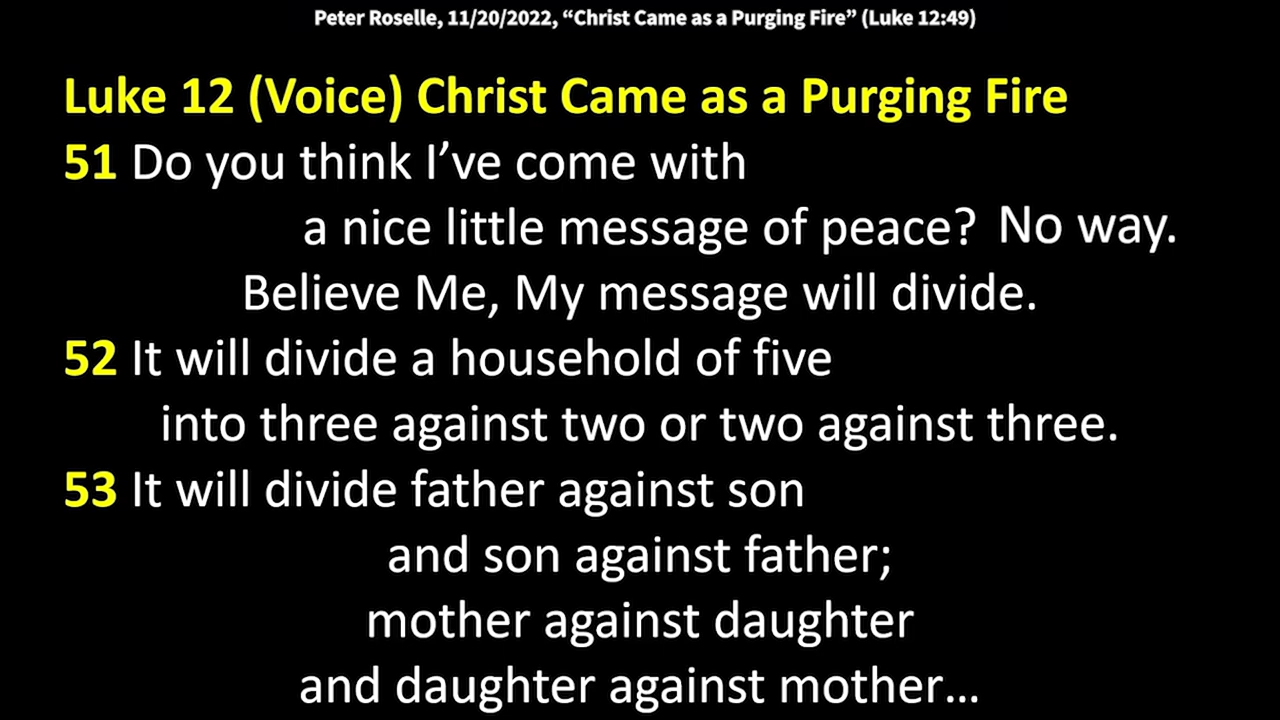 Peter Roselle, 11/20/2022, “Christ Came as a Purging Fire” (Luke 12:49)
Luke 12 (Voice) Christ Came as a Purging Fire
51 Do you think I’ve come with
a nice little message of peace? No way.
Believe Me, My message will divide.
52 It will divide a household of five
into three against two or two against three.
53 It will divide father against son
and son against father;
mother against daughter
and daughter against mother…